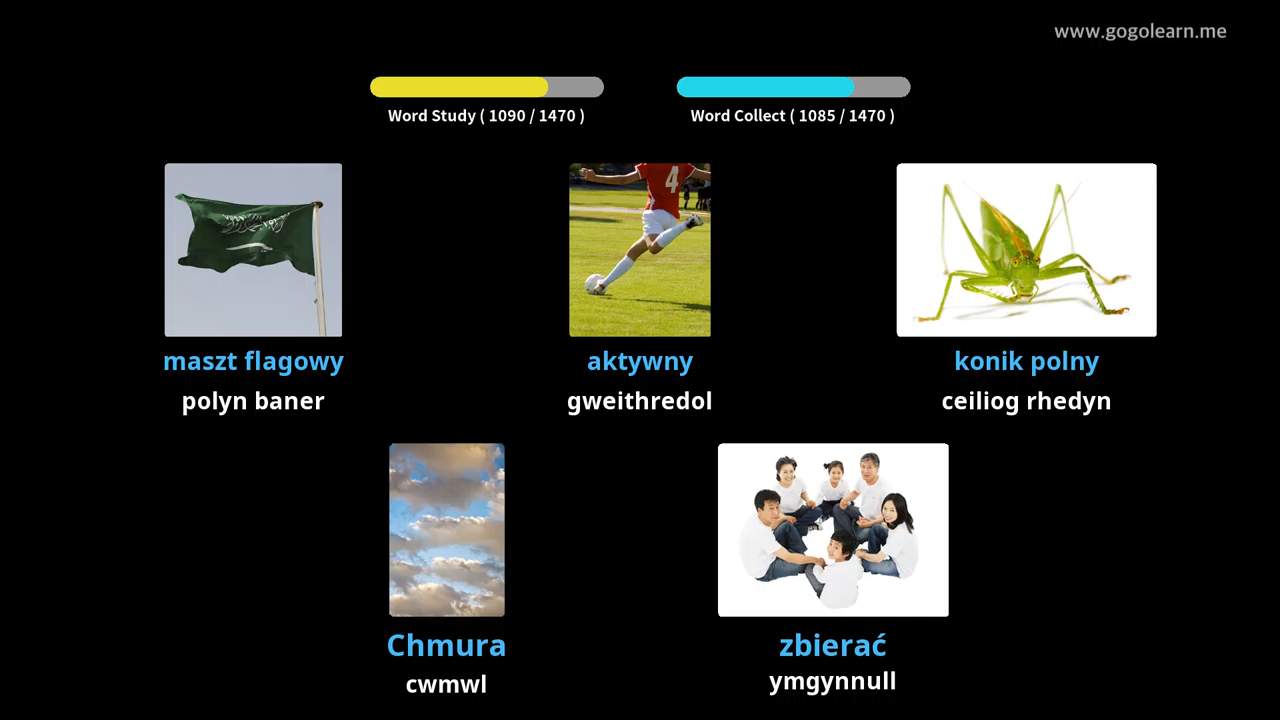 www.gogolearn.me
Word Study ( 1090 / 1470 )
Word Collect ( 1085 / 1470 )
4
maszt flagowy
aktywny
konik polny
polyn baner
gweithredol
ceiliog rhedyn
Chmura
zbierać
cwmwl
ymgynnull